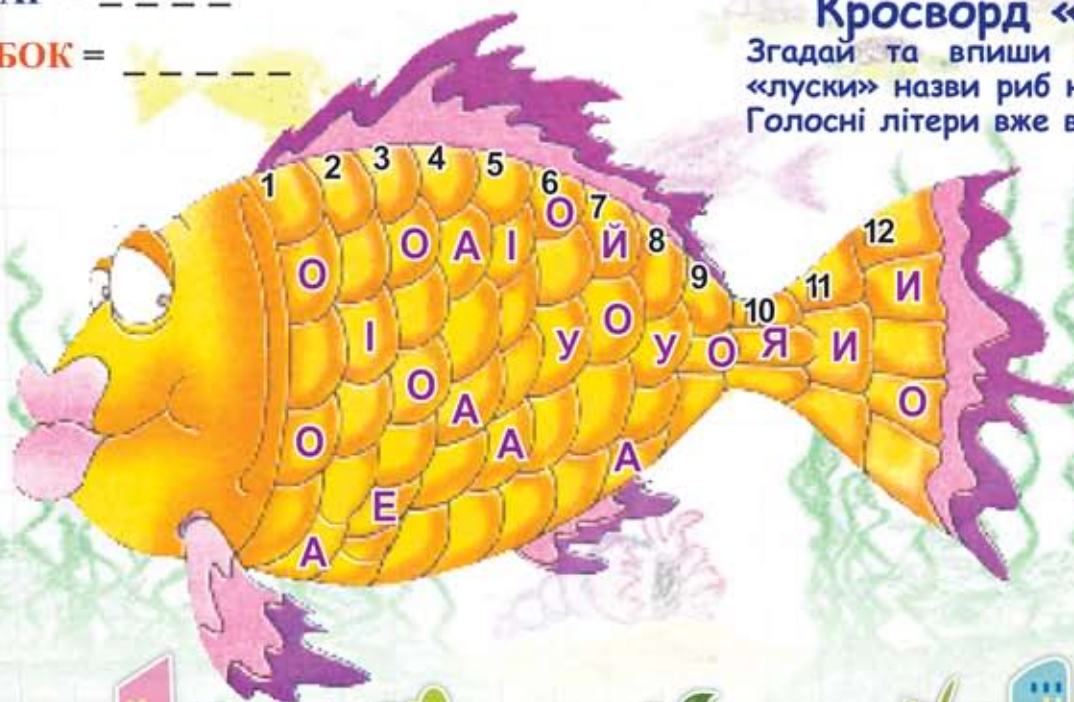 БОК = _ _ _ _ _
Кросворд «
Згадай та впиши
«луски» назви риб
Голосні літери вже
1 2 3 4 5 6 7 8 9 10 11 12
О О А І О Й И
О І О А У О У О Я И О
О А А
Е
А